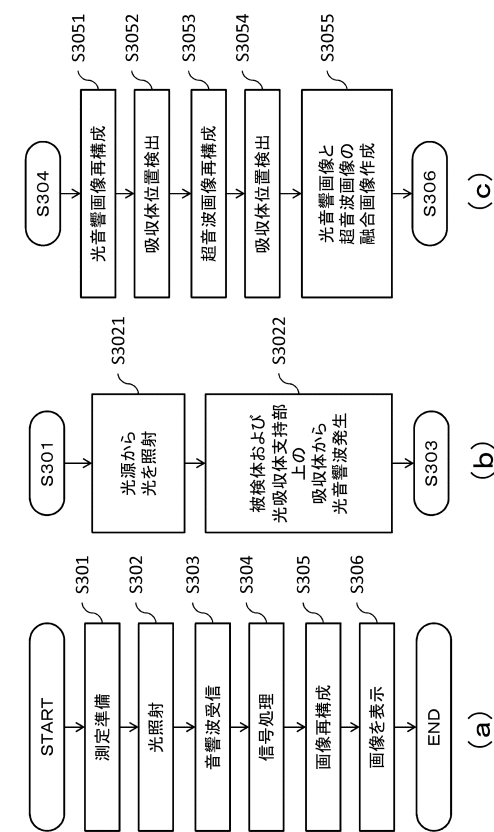 START
測定準備
S301
光照射
S302
音響波受信
S303
信号処理
S304
画像再構成
S305
画像を表示
S306
END
(a)
S301
光源から
光を照射
S3021
被検体および
光吸収体支持部
上の
吸収体から
光音響波発生
S3022
S303
(b)
S304
光音響画像再構成
S3051
吸収体位置検出
S3052
超音波画像再構成
S3053
吸収体位置検出
S3054
光音響画像と
超音波画像の
融合画像作成
S3055
S306
(c)